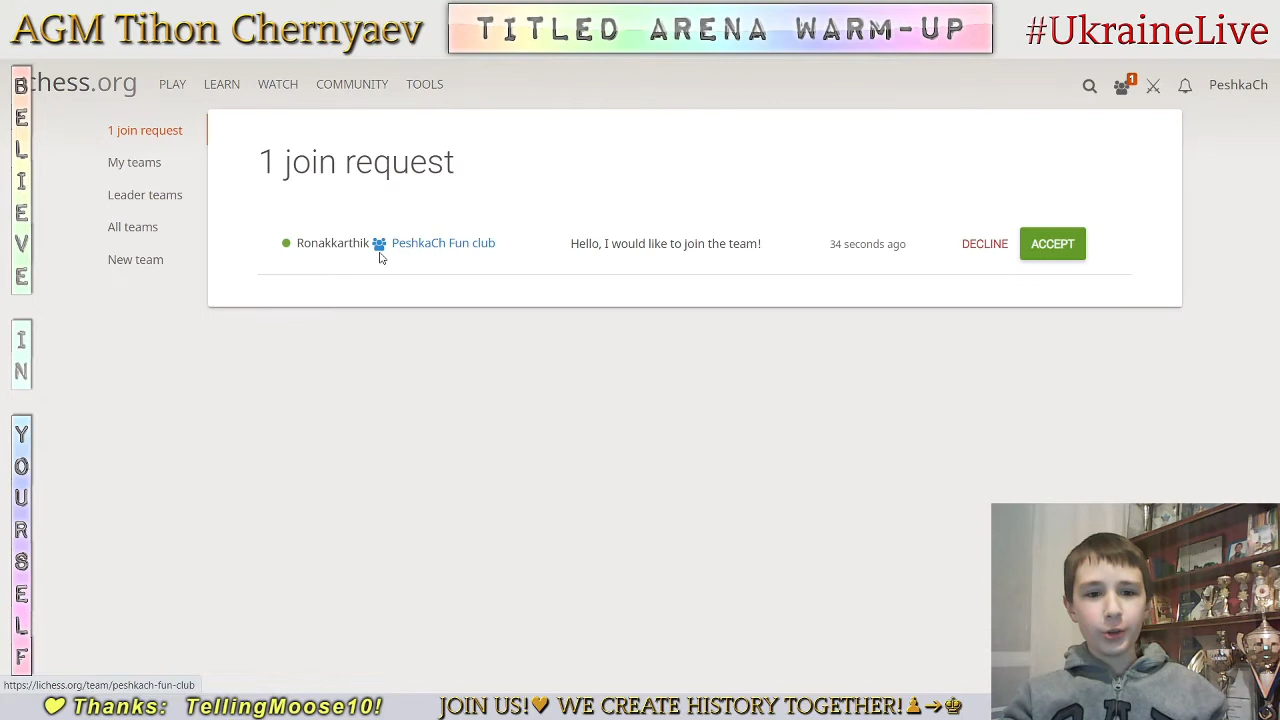 AGM Tihon Chernyaev
TITLED ARENA WARM-UP
#UkraineLive
chess.org
PLAY
LEARN
WATCH
COMMUNITY
TOOLS
1
PeshkaCh
BELIEVE
IN
YOURSELF
1 join request
My teams
Leader teams
All teams
New team
1 join request
Ronakkarthik PeshkaCh Fun club
Hello, I would like to join the team!
34 seconds ago
DECLINE
ACCEPT
https://lichess.org/team/peshkach-fun-club
Thanks: TellingMoose10!
JOIN US! WE CREATE HISTORY TOGETHER!